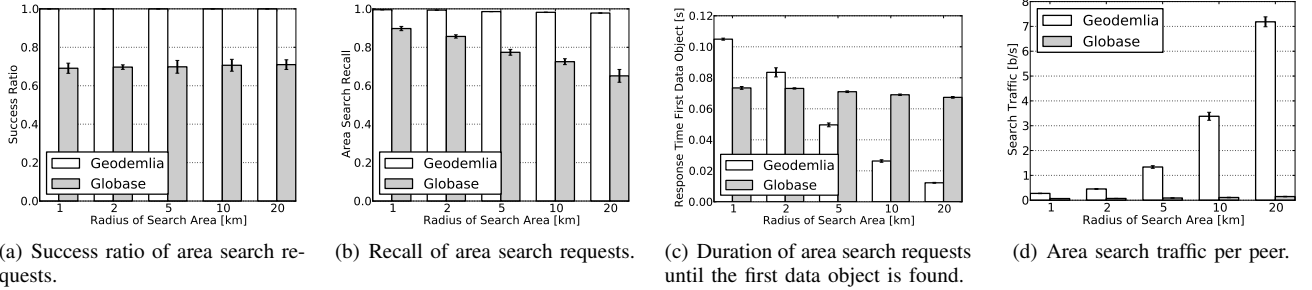 1.0
0.8
0.6
0.4
0.2
0.0
Success Ratio
Geodemlia
Globase
1 2 5 10 20
Radius of Search Area [km]
(a) Success ratio of area search re-
quests.
1.0
0.8
0.6
0.4
0.2
0.0
Area Search Recall
Geodemlia
Globase
1 2 5 10 20
Radius of Search Area [km]
(b) Recall of area search requests.
0.12
0.10
0.08
0.06
0.04
0.02
0.00
Response Time First Data Object [s]
Geodemlia
Globase
1 2 5 10 20
Radius of Search Area [km]
(c) Duration of area search requests
until the first data object is found.
8
7
6
5
4
3
2
1
0
Search Traffic [b/s]
Geodemlia
Globase
1 2 5 10 20
Radius of Search Area [km]
(d) Area search traffic per peer.